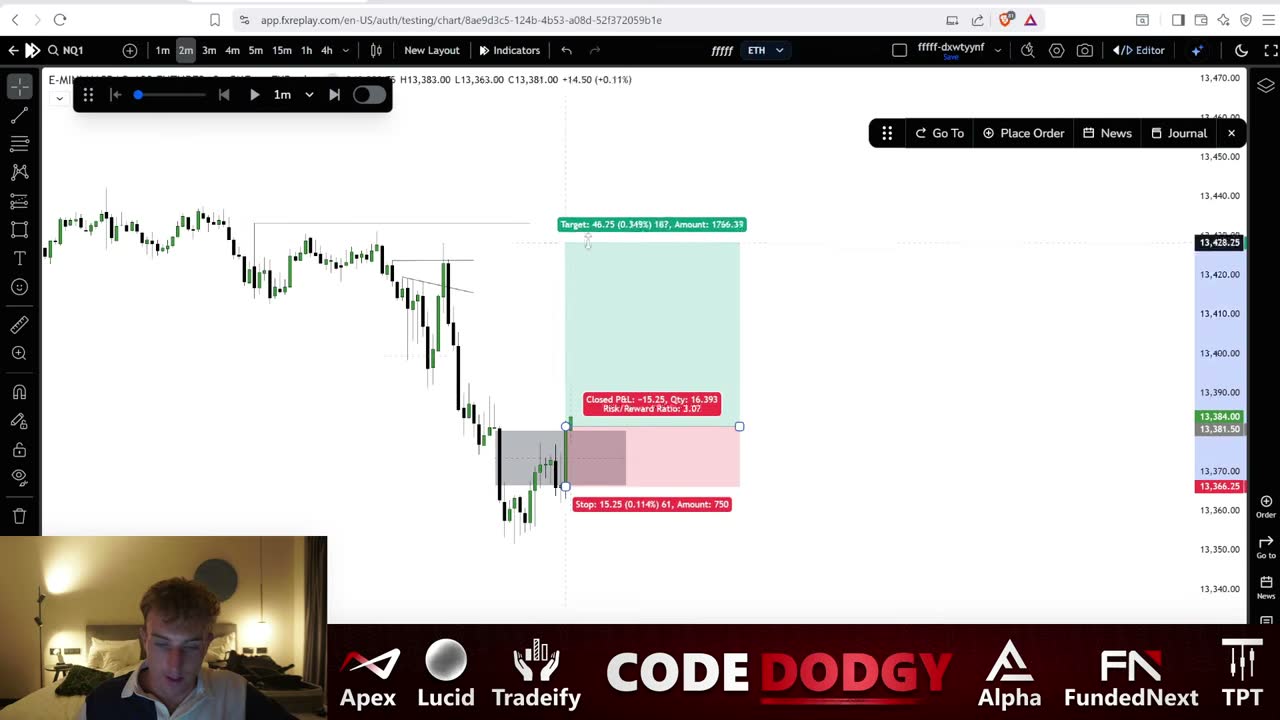 app.fxreplay.com/en-US/auth/testing/chart/8ae9d3c5-124b-4b53-a08d-52f372059b1e
NQ1
1m 2m 3m 4m 5m 15m 1h 4h
New Layout
Indicators
fffff
ETH
fffff-dxwtyynf
Save
Editor
H13,383.00 L13,363.00 C13,381.00 +14.50 (+0.11%)
1m
Go To
Place Order
News
Journal
13,470.00
13,450.00
13,440.00
13,428.25
13,420.00
13,410.00
13,400.00
13,390.00
13,384.00
13,381.50
13,370.00
13,366.25
13,360.00
13,350.00
13,340.00
Target: 46.75 (0.349%) 187, Amount: 1766.39
Closed P&L: -15.25, Qty: 16.393
Risk/Reward Ratio: 3.07
Stop: 15.25 (0.114%) 61, Amount: 750
Order
Go to
News
Apex
Lucid
Tradeify
CODE DODGY
Alpha
FN
FundedNext
TPT